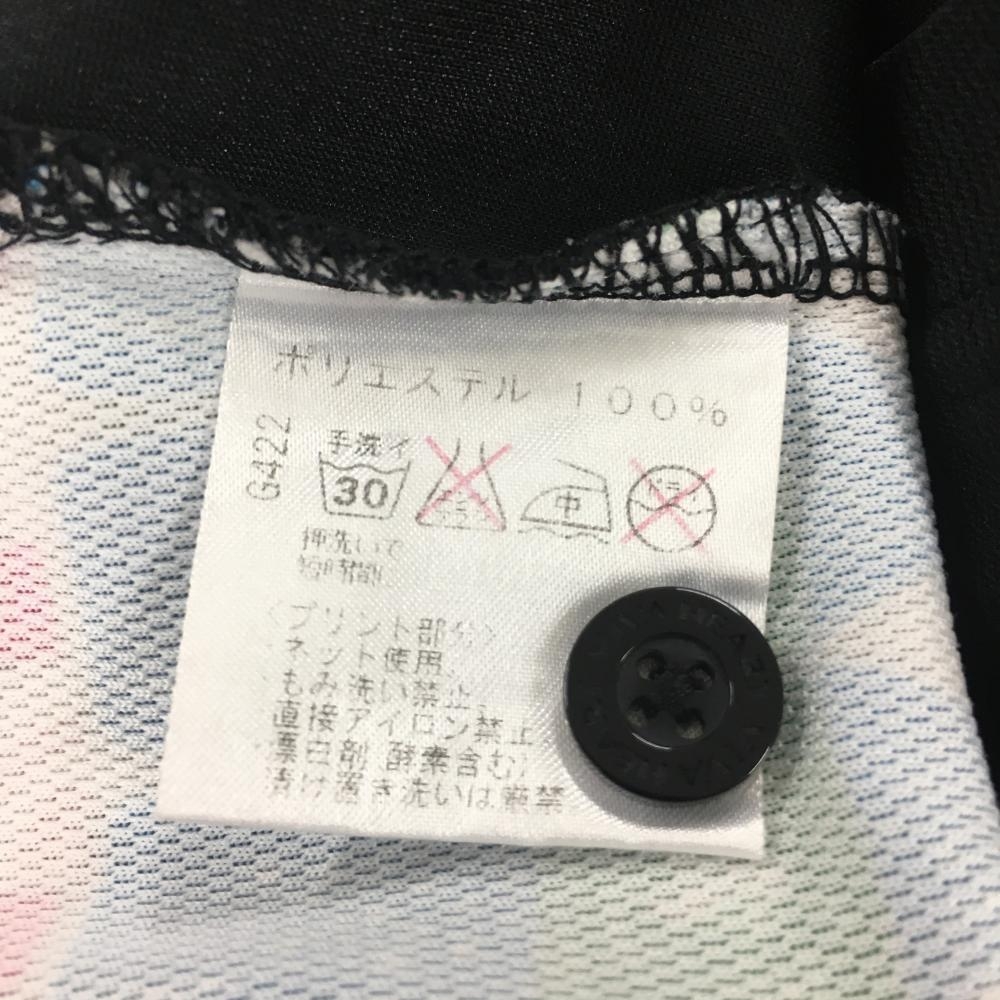 ポリエステル 100%
G422
手洗イ
30
中
押洗いで
短時間
〈プリント部分〉
ネット使用、
もみ洗い禁止、
直接アイロン禁止
漂白剤(酵素含む)
漬け置き洗いは厳禁